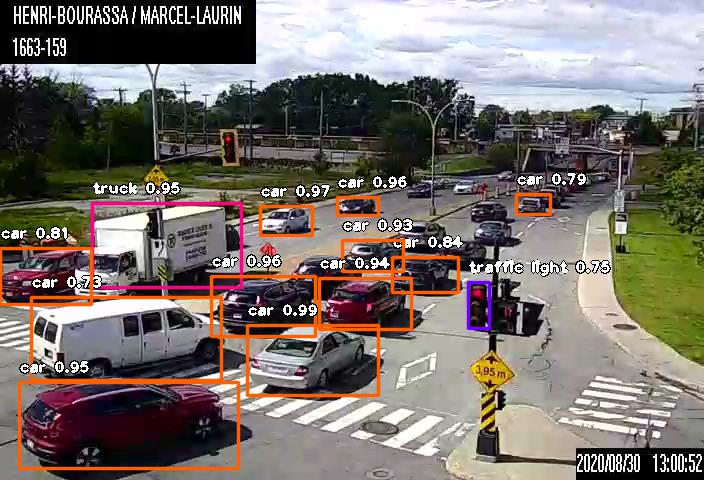 HENRI-BOURASSA / MARCEL-LAURIN
1663-159
car 0.79
car 0.96
car 0.97
truck 0.95
car 0.93
car 0.81
car 0.84
car 0.96
car 0.94
traffic light 0.75
car 0.73
car 0.99
3,95 m
car 0.95
2020/08/30 13:00:52